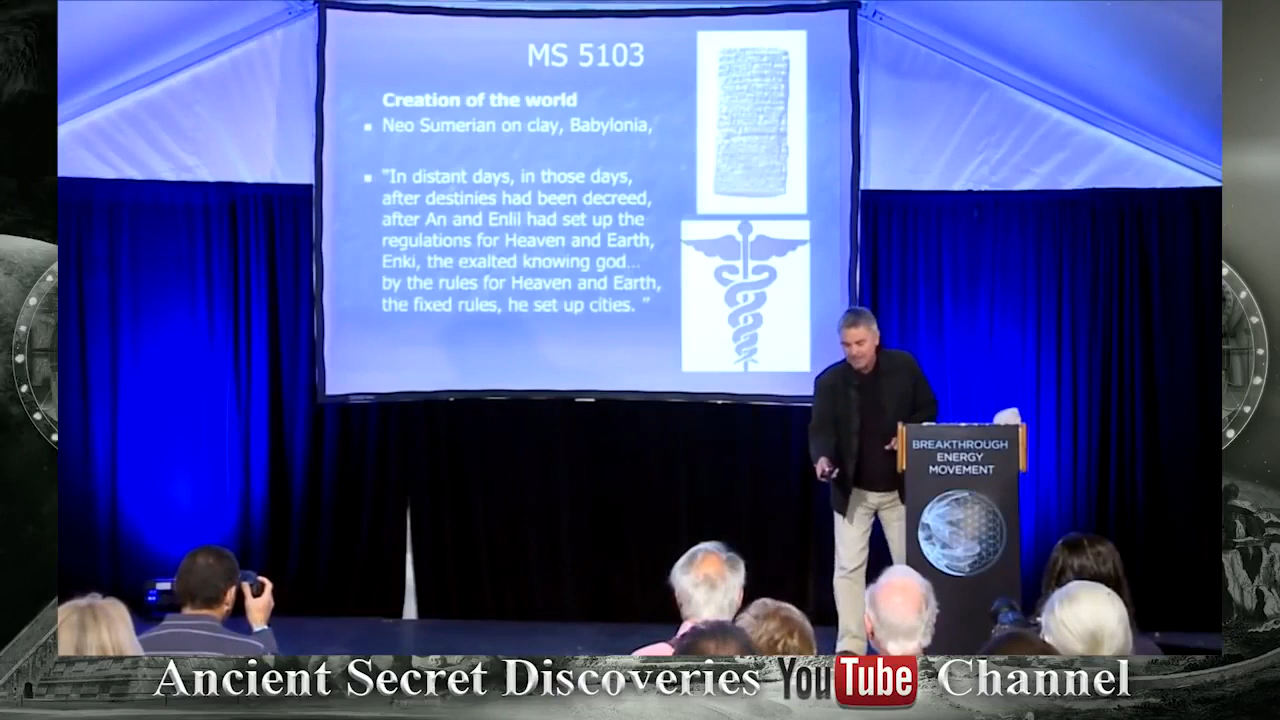 MS 5103
Creation of the world
Neo Sumerian on clay, Babylonia,
"In distant days, in those days,
after destinies had been decreed,
after An and Enlil had set up the
regulations for Heaven and Earth,
Enki, the exalted knowing god...
by the rules for Heaven and Earth,
the fixed rules, he set up cities. "
BREAKTHROUGH
ENERGY
MOVEMENT
Ancient Secret Discoveries YouTube Channel